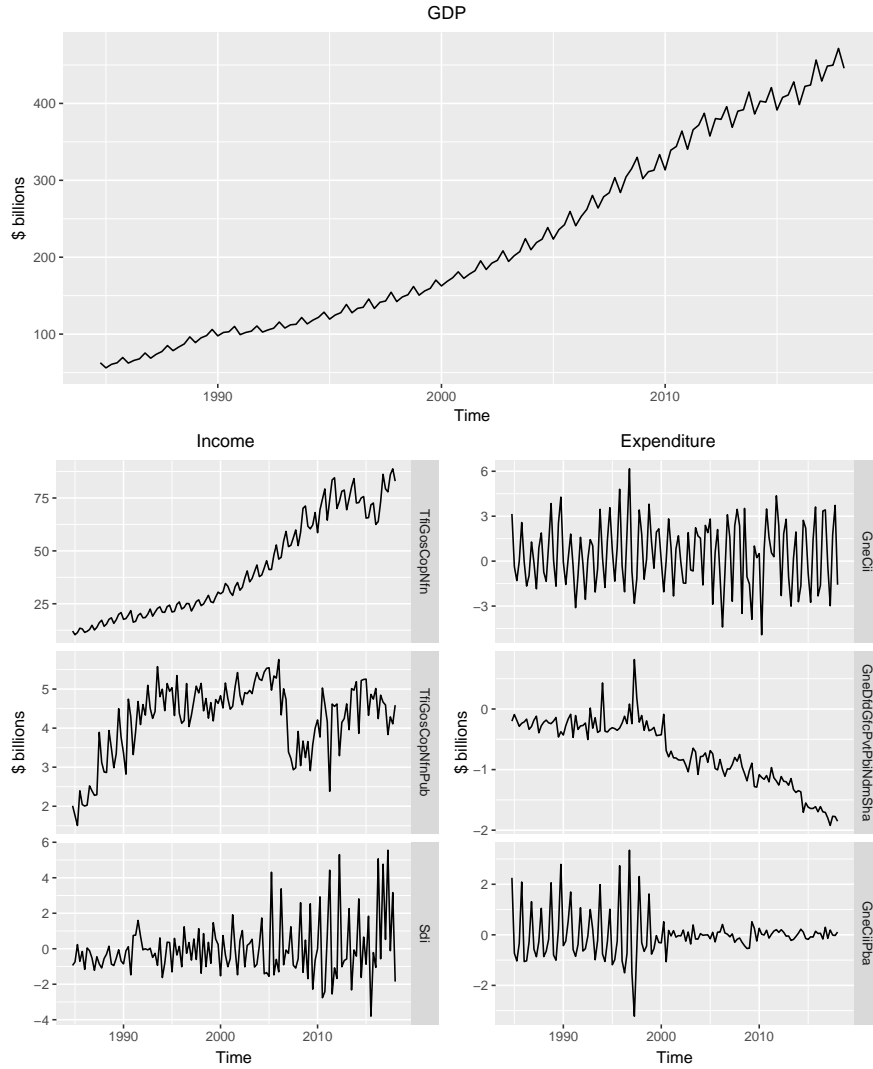 GDP
400
300
200
100
$ billions
1990 2000 2010
Time
Income
75
50
25
TfiGosCopNfn
5
4
3
2
TfiGosCopNfnPub
$ billions
6
4
2
0
−2
−4
Sdi
1990 2000 2010
Time
Expenditure
6
3
0
−3
GneCii
0
−1
−2
GneDfdGfcPvtPbiNdmSha
$ billions
2
0
−2
GneCiiPba
1990 2000 2010
Time